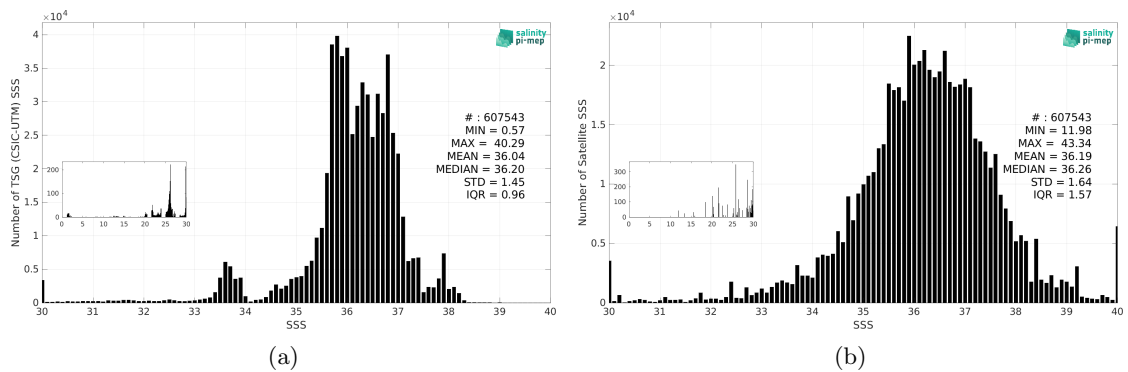 ×10⁴
4
3.5
3
2.5
2
1.5
1
0.5
0
Number of TSG (CSIC-UTM) SSS
salinity
pi-mep
# : 607543
MIN = 0.57
MAX = 40.29
MEAN = 36.04
MEDIAN = 36.20
STD = 1.45
IQR = 0.96
200
100
0
0 5 10 15 20 25 30
30 31 32 33 34 35 36 37 38 39 40
SSS
(a)
×10⁴
2
1.5
1
0.5
0
Number of Satellite SSS
salinity
pi-mep
# : 607543
MIN = 11.98
MAX = 43.34
MEAN = 36.19
MEDIAN = 36.26
STD = 1.64
IQR = 1.57
300
200
100
0
0 5 10 15 20 25 30
30 31 32 33 34 35 36 37 38 39 40
SSS
(b)